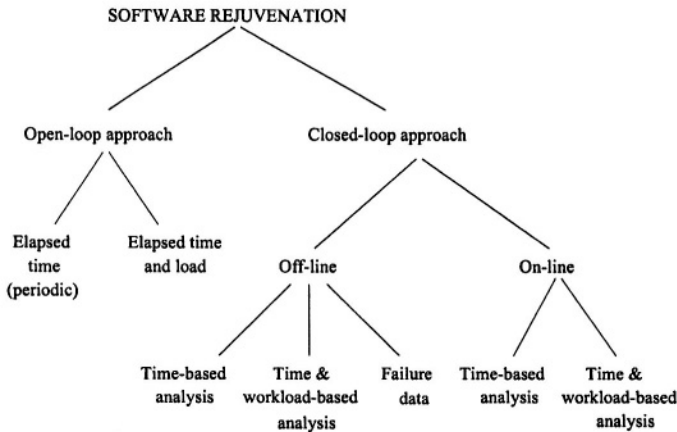 SOFTWARE REJUVENATION
Open-loop approach
Closed-loop approach
Elapsed
time
(periodic)
Elapsed time
and load
Off-line
On-line
Time-based
analysis
Time &
workload-based
analysis
Failure
data
Time-based
analysis
Time &
workload-based
analysis